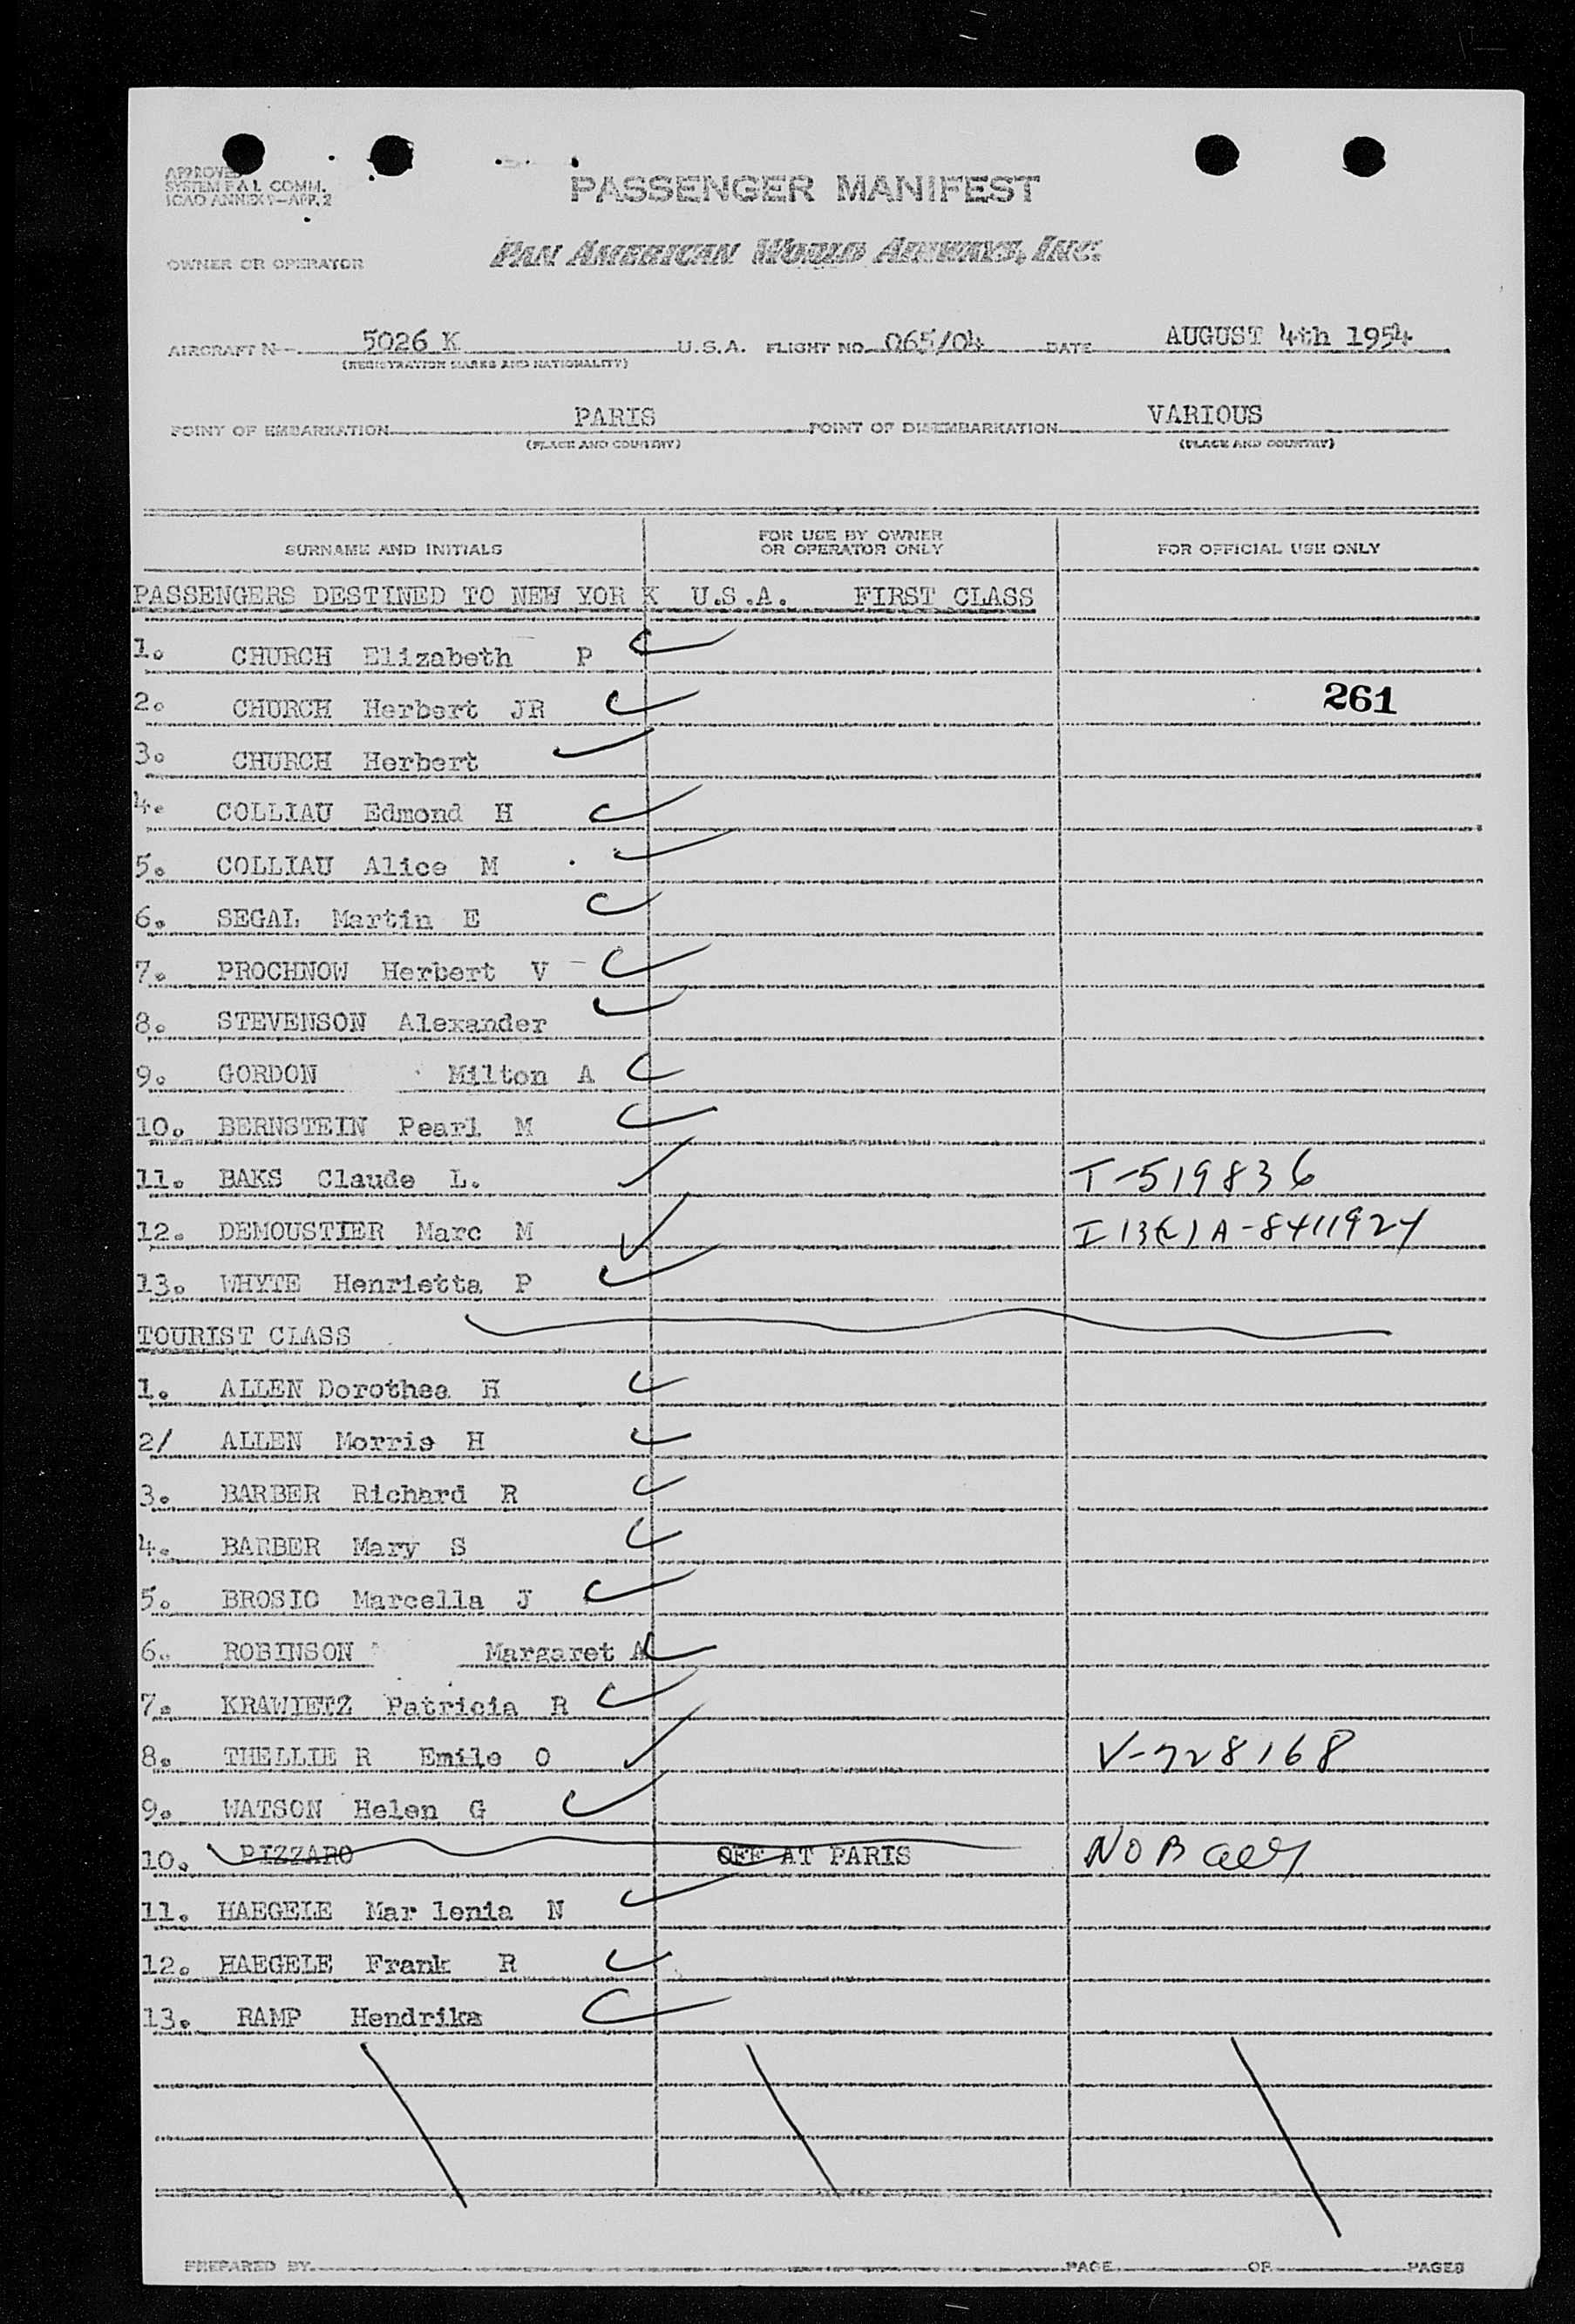 APPROVED
SYSTEM F.A.L. COMM.
ICAO ANNEX 9-APP. 2
PASSENGER MANIFEST
OWNER OR OPERATOR PAN AMERICAN WORLD AIRWAYS, INC.
AIRCRAFT N 5026 K U.S.A. FLIGHT NO. 065/04 DATE AUGUST 4th 1954
(REGISTRATION MARKS AND NATIONALITY)
POINT OF EMBARKATION PARIS POINT OF DISEMBARKATION VARIOUS
(PLACE AND COUNTRY) (PLACE AND COUNTRY)
SURNAME AND INITIALS FOR USE BY OWNER OR OPERATOR ONLY FOR OFFICIAL USE ONLY
PASSENGERS DESTINED TO NEW YOR K U.S.A. FIRST CLASS
1. CHURCH Elizabeth P
2. CHURCH Herbert JR 261
3. CHURCH Herbert
4. COLLIAU Edmond H
5. COLLIAU Alice M
6. SEGAL Martin E
7. PROCHNOW Herbert V
8. STEVENSON Alexander
9. GORDON Milton A
10. BERNSTEIN Pearl M
11. BAKS Claude L. T-519836
12. DEMOUSTIER Marc M I 13(E) A-8411924
13. WHYTE Henrietta P
TOURIST CLASS
1. ALLEN Dorothea H
2/ ALLEN Morris H
3. BARBER Richard R
4. BARBER Mary S
5. BROSIO Marcella J
6. ROBINSON Margaret A
7. KRAWIETZ Patricia R
8. THELLIE R Emile O V-728168
9. WATSON Helen G
10. PIZZARO OFF AT PARIS NO B
11. HAEGELE Mar lenia N
12. HAEGELE Frank R
13. RAMP Hendrika
PREPARED BY PAGE OF PAGES